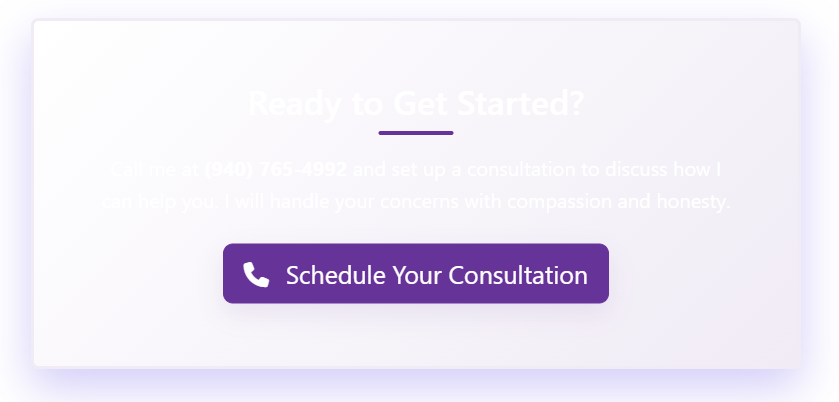 Ready to Get Started?
Call me at (940) 765-4992 and set up a consultation to discuss how I
can help you. I will handle your concerns with compassion and honesty.
Schedule Your Consultation